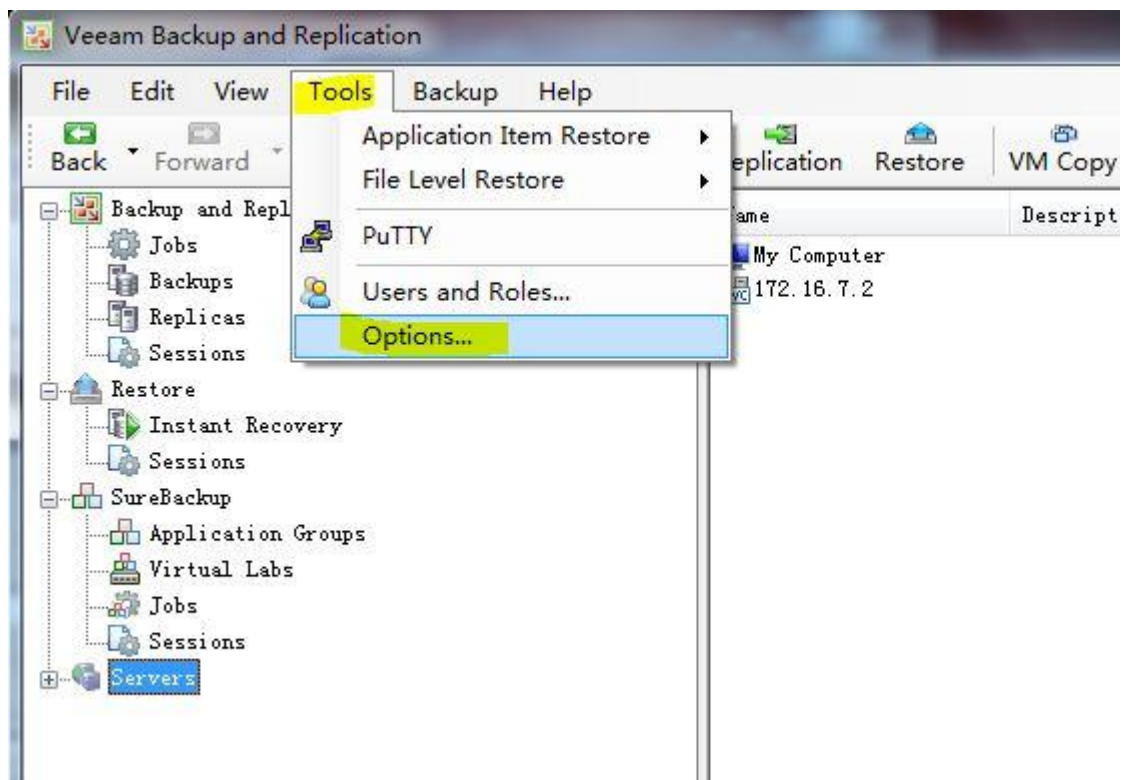 Veeam Backup and Replication
File Edit View Tools Backup Help
Back Forward eplication Restore VM Copy
Application Item Restore
File Level Restore
PuTTY
Users and Roles...
Options...
Backup and Repl
Jobs
Backups
Replicas
Sessions
Restore
Instant Recovery
Sessions
SureBackup
Application Groups
Virtual Labs
Jobs
Sessions
Servers
ame Descript
My Computer
VC 172.16.7.2